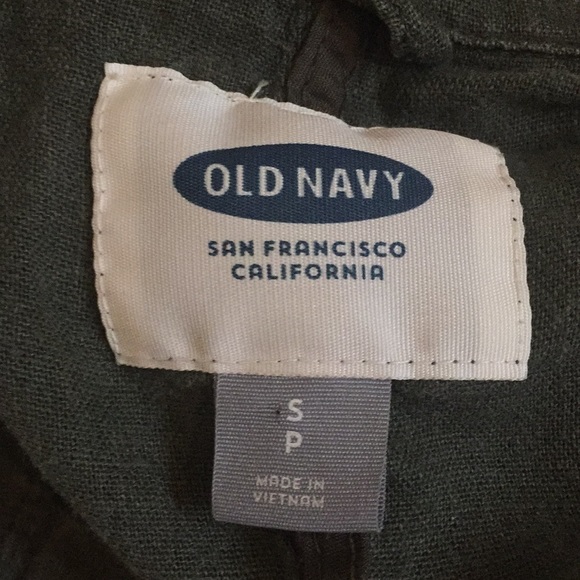 OLD NAVY
SAN FRANCISCO
CALIFORNIA
S
P
MADE IN
VIETNAM